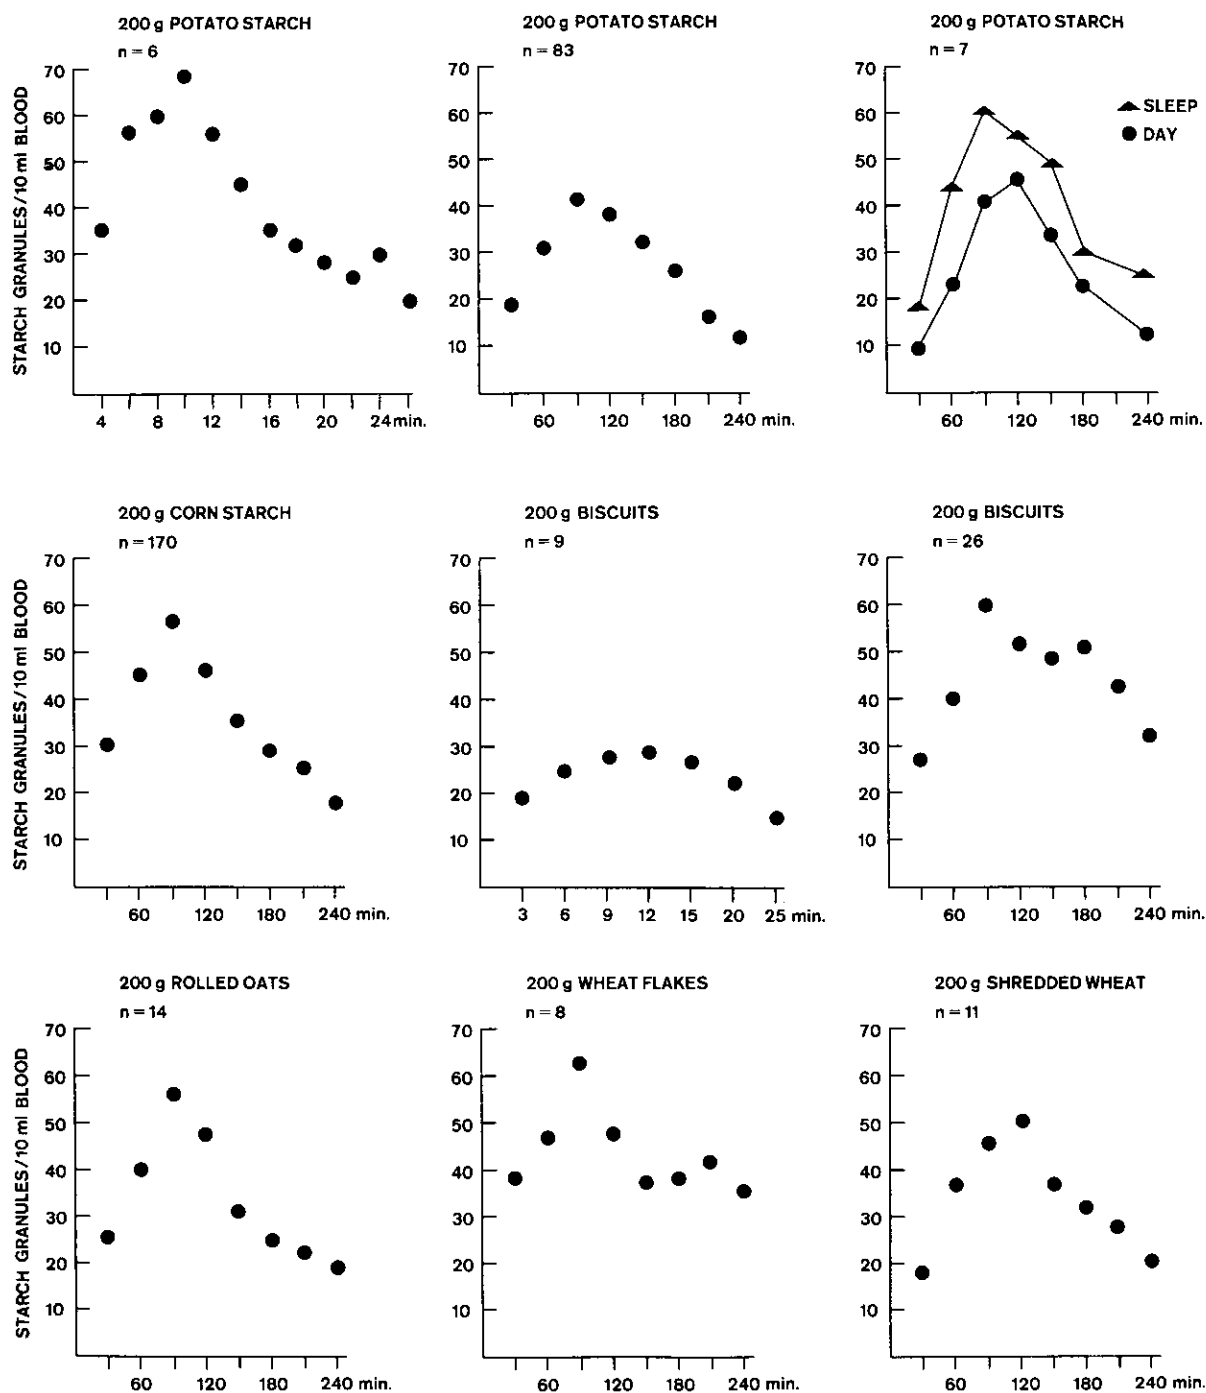 200 g POTATO STARCH
n = 6
STARCH GRANULES/10 ml BLOOD
70
60
50
40
30
20
10
4 8 12 16 20 24 min.
200 g POTATO STARCH
n = 83
70
60
50
40
30
20
10
60 120 180 240 min.
200 g POTATO STARCH
n = 7
70
60
50
40
30
20
10
SLEEP
DAY
60 120 180 240 min.
200 g CORN STARCH
n = 170
STARCH GRANULES/10 ml BLOOD
70
60
50
40
30
20
10
60 120 180 240 min.
200 g BISCUITS
n = 9
70
60
50
40
30
20
10
3 6 9 12 15 20 25 min.
200 g BISCUITS
n = 26
70
60
50
40
30
20
10
60 120 180 240 min.
200 g ROLLED OATS
n = 14
STARCH GRANULES/10 ml BLOOD
70
60
50
40
30
20
10
60 120 180 240 min.
200 g WHEAT FLAKES
n = 8
70
60
50
40
30
20
10
60 120 180 240 min.
200 g SHREDDED WHEAT
n = 11
70
60
50
40
30
20
10
60 120 180 240 min.